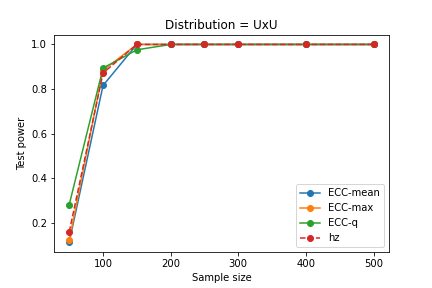 Distribution = UxU
1.0
0.8
0.6
0.4
0.2
Test power
100
200
300
400
500
Sample size
ECC-mean
ECC-max
ECC-q
hz